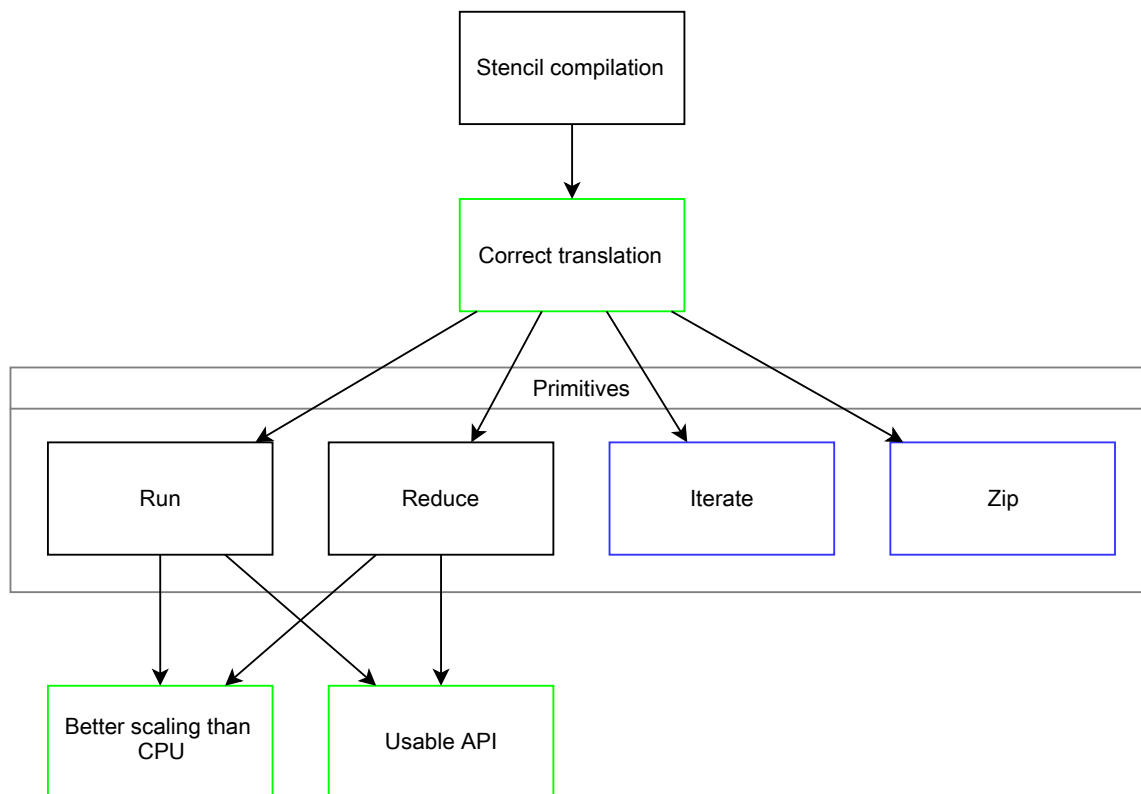 Stencil compilation
Correct translation
Primitives
Run
Reduce
Iterate
Zip
Better scaling than
CPU
Usable API